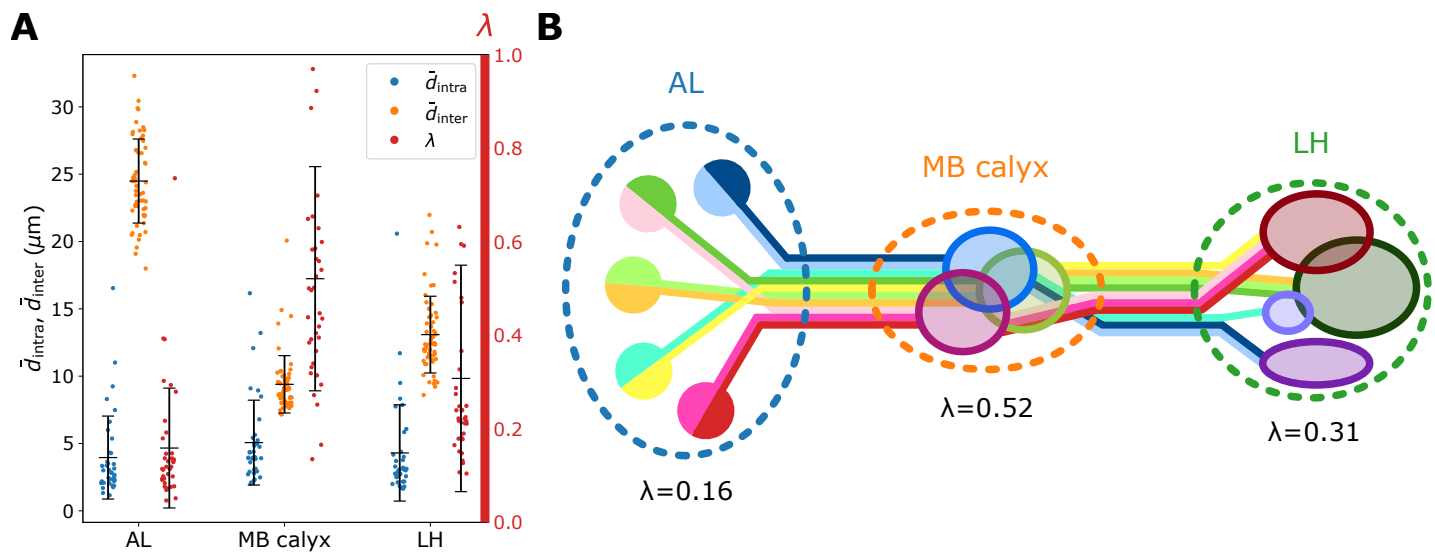 A
λ
B
1.0
0.8
0.6
0.4
0.2
0.0
30
25
20
15
10
5
0
d̄intra, d̄inter (μm)
d̄intra
d̄inter
λ
AL
MB calyx
LH
AL
MB calyx
LH
λ=0.16
λ=0.52
λ=0.31